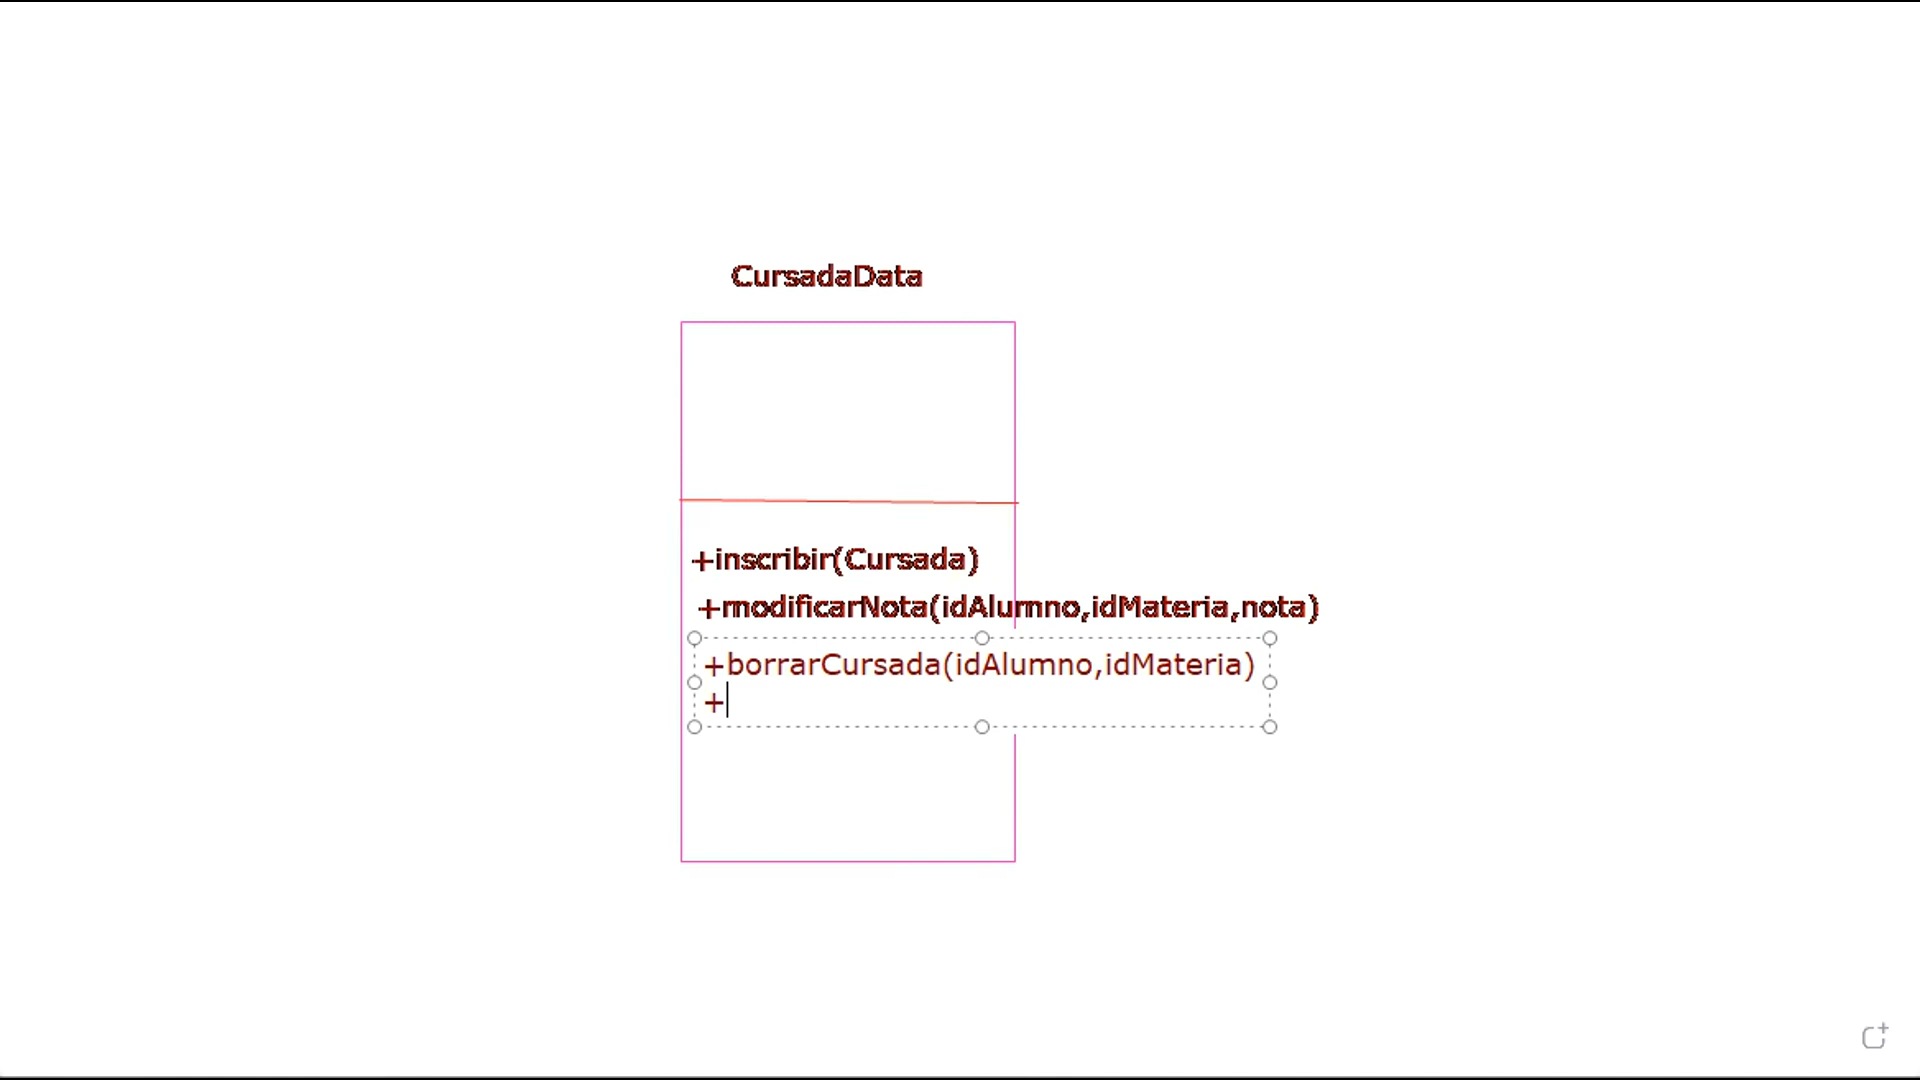 CursadaData
+inscribir(Cursada)
+modificarNota(idAlumno,idMateria,nota)
+borrarCursada(idAlumno,idMateria)
+